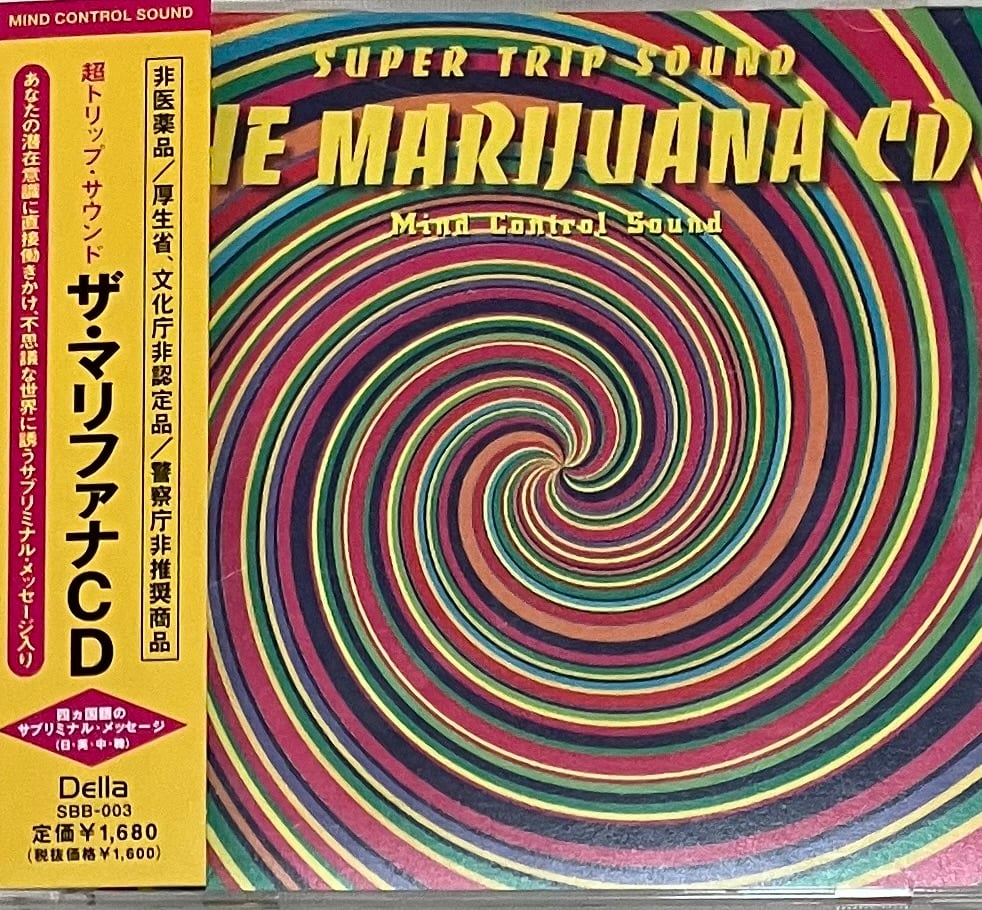 MIND CONTROL SOUND
非医薬品/厚生省、文化庁非認定品/警察庁非推奨商品
超トリップ・サウンド
ザ・マリファナCD
あなたの潜在意識に直接働きかけ、不思議な世界に誘うサブリミナル・メッセージ入り
四ヵ国語の
サブリミナル・メッセージ
(日・英・中・韓)
Della
SBB-003
定価¥1,680
(税抜価格¥1,600)
SUPER TRIP SOUND
HE MARIJUANA CD
Mind Control Sound